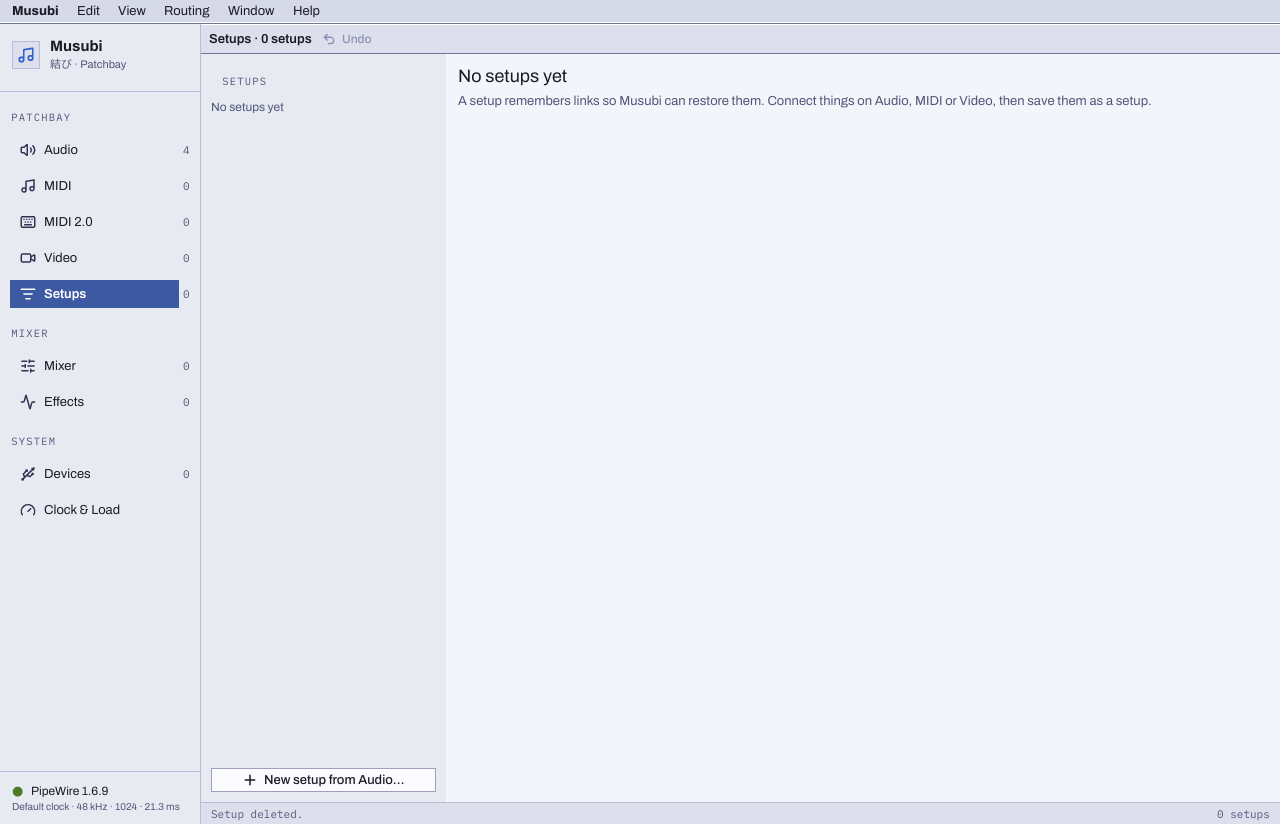 Musubi Edit View Routing Window Help
Musubi
結び · Patchbay
PATCHBAY
Audio 4
MIDI 0
MIDI 2.0 0
Video 0
Setups 0
MIXER
Mixer 0
Effects 0
SYSTEM
Devices 0
Clock & Load
PipeWire 1.6.9
Default clock · 48 kHz · 1024 · 21.3 ms
Setups · 0 setups Undo
SETUPS
No setups yet
New setup from Audio…
No setups yet
A setup remembers links so Musubi can restore them. Connect things on Audio, MIDI or Video, then save them as a setup.
Setup deleted. 0 setups